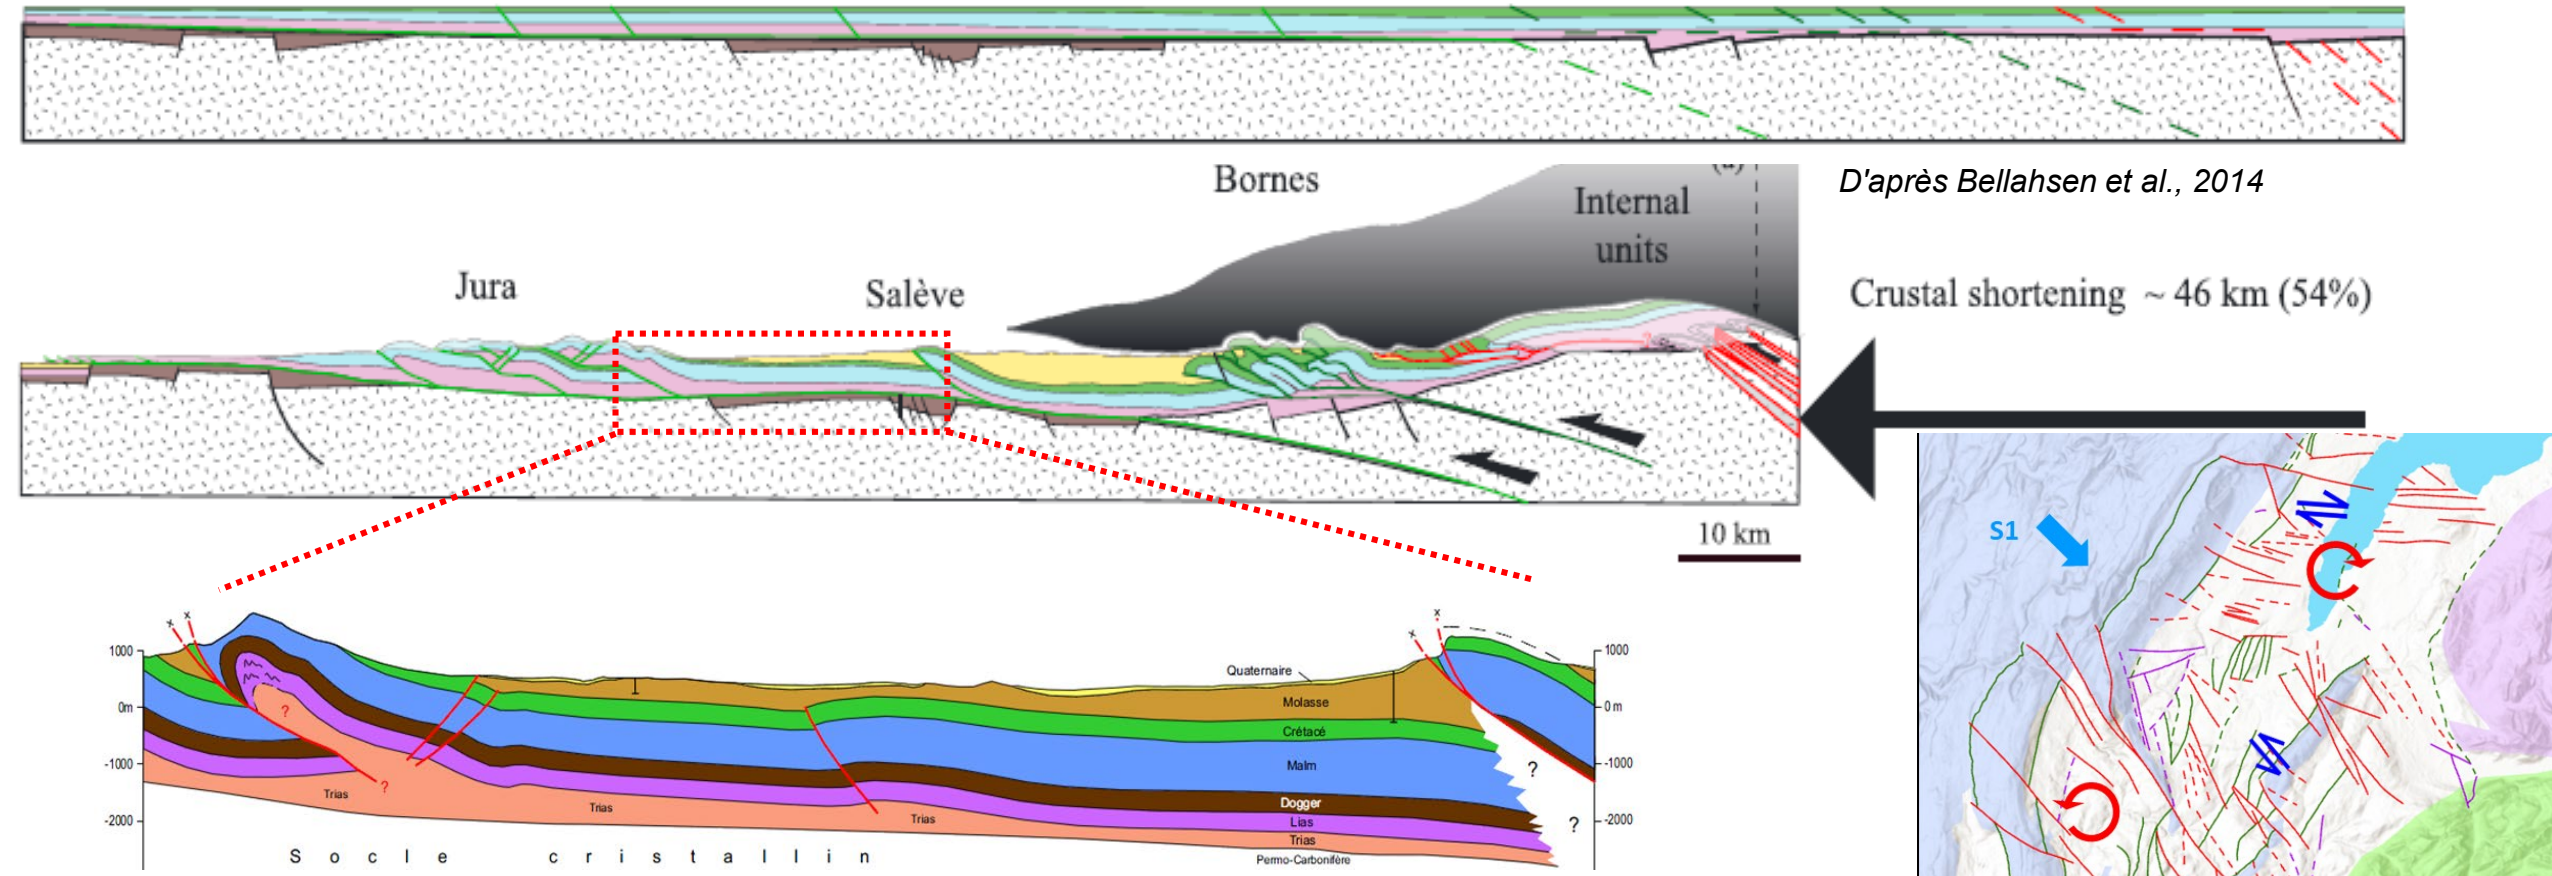 D'après Bellahsen et al., 2014
Bornes
Internal
units
Jura
Salève
Crustal shortening ~ 46 km (54%)
10 km
S1
x x
x
x
1000
0m
-1000
-2000
1000
0 m
-1000
-2000
Quaternaire
Molasse
Crétacé
Malm
Dogger
Lias
Trias
Permo-Carbonifère
Trias
Trias
Trias
?
?
?
?
Socle cristallin